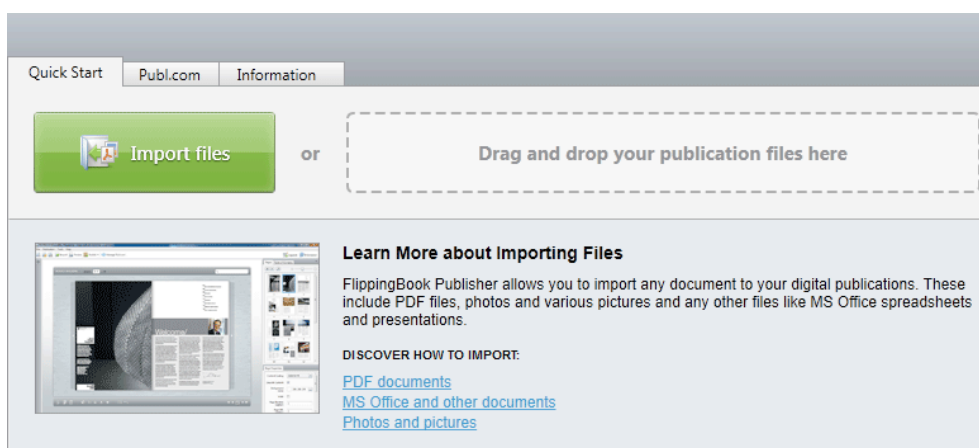 Quick Start
Publ.com
Information
Import files
or
Drag and drop your publication files here
Learn More about Importing Files
FlippingBook Publisher allows you to import any document to your digital publications. These
include PDF files, photos and various pictures and any other files like MS Office spreadsheets
and presentations.
DISCOVER HOW TO IMPORT:
PDF documents
MS Office and other documents
Photos and pictures
Welcome!